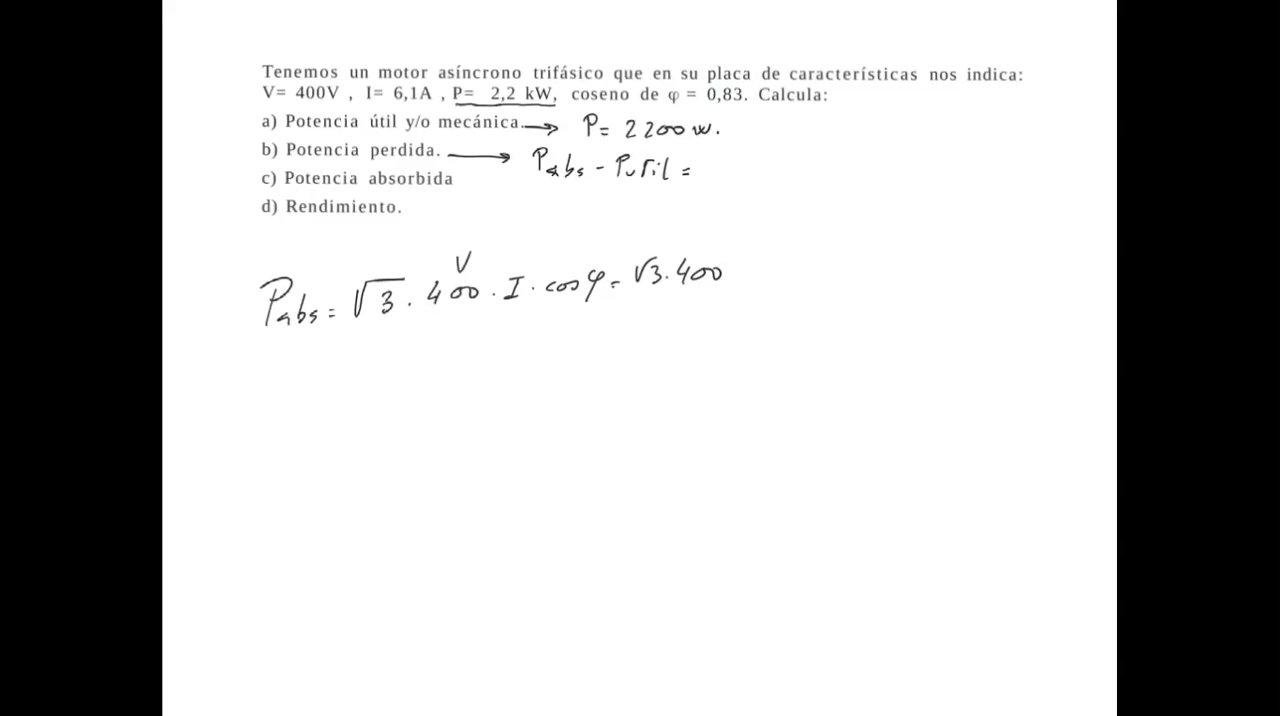 Tenemos un motor asíncrono trifásico que en su placa de características nos indica:
V= 400V , I= 6,1A , P= 2,2 kW, coseno de φ = 0,83. Calcula:
a) Potencia útil y/o mecánica. → P= 2200 w.
b) Potencia perdida. → Pabs - Putil =
c) Potencia absorbida
d) Rendimiento.
V
Pabs = √3 . 400 . I . cos φ = √3 . 400